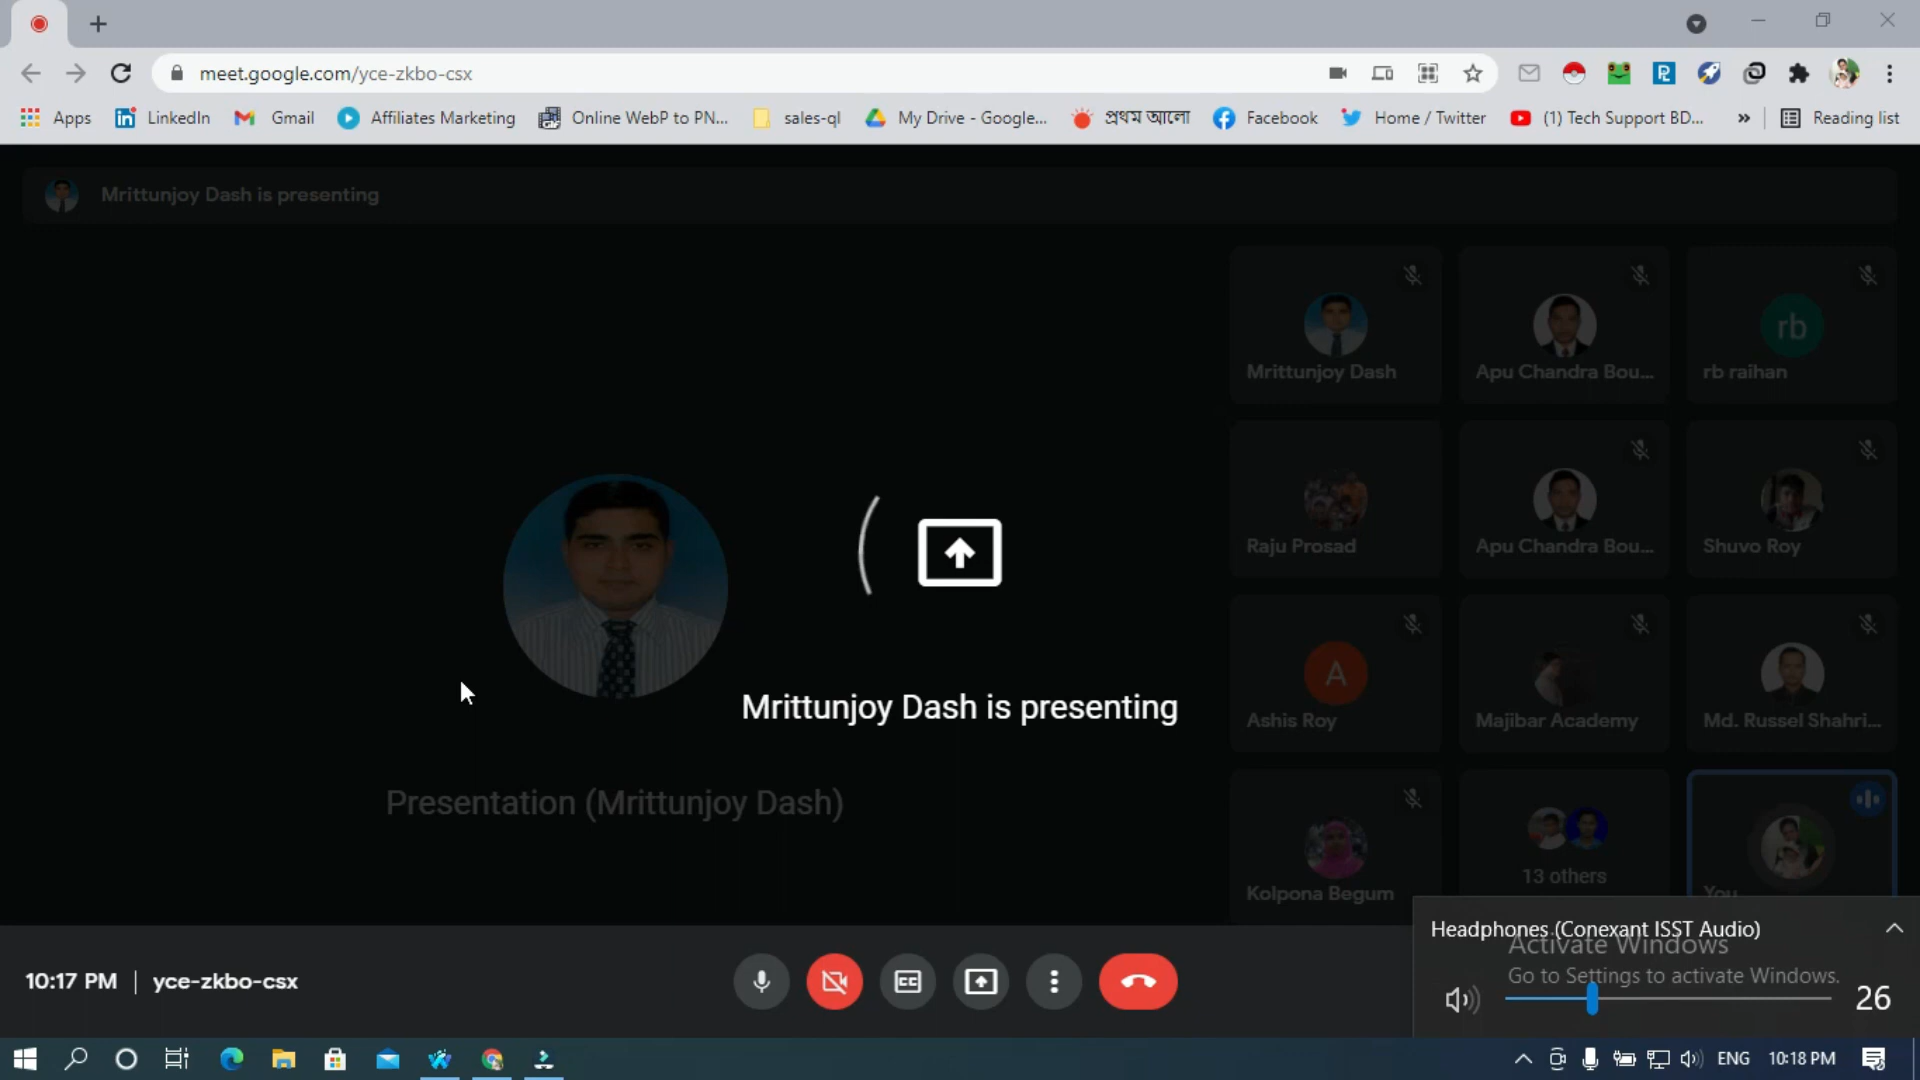 meet.google.com/yce-zkbo-csx
Apps
LinkedIn
Gmail
Affiliates Marketing
Online WebP to PN...
sales-ql
My Drive - Google...
প্রথম আলো
Facebook
Home / Twitter
(1) Tech Support BD...
»
Reading list
Mrittunjoy Dash is presenting
Mrittunjoy Dash
Apu Chandra Bou...
rb
rb raihan
Raju Prosad
Apu Chandra Bou...
Shuvo Roy
Mrittunjoy Dash is presenting
Presentation (Mrittunjoy Dash)
A
Ashis Roy
Majibar Academy
Md. Russel Shahri...
Kolpona Begum
13 others
You
Headphones (Conexant ISST Audio)
Activate Windows
Go to Settings to activate Windows.
26
10:17 PM | yce-zkbo-csx
CC
ENG
10:18 PM
3